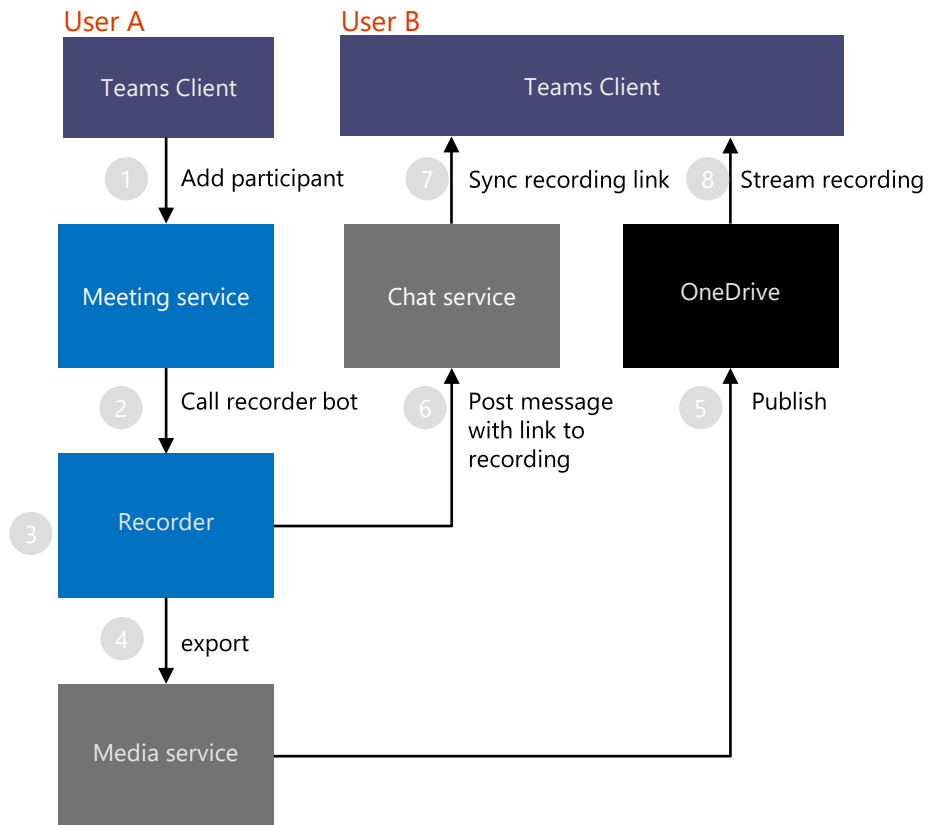 User A
User B
Teams Client
Teams Client
1
Add participant
7
Sync recording link
8
Stream recording
Meeting service
Chat service
OneDrive
2
Call recorder bot
6
Post message
with link to
recording
5
Publish
3
Recorder
4
export
Media service